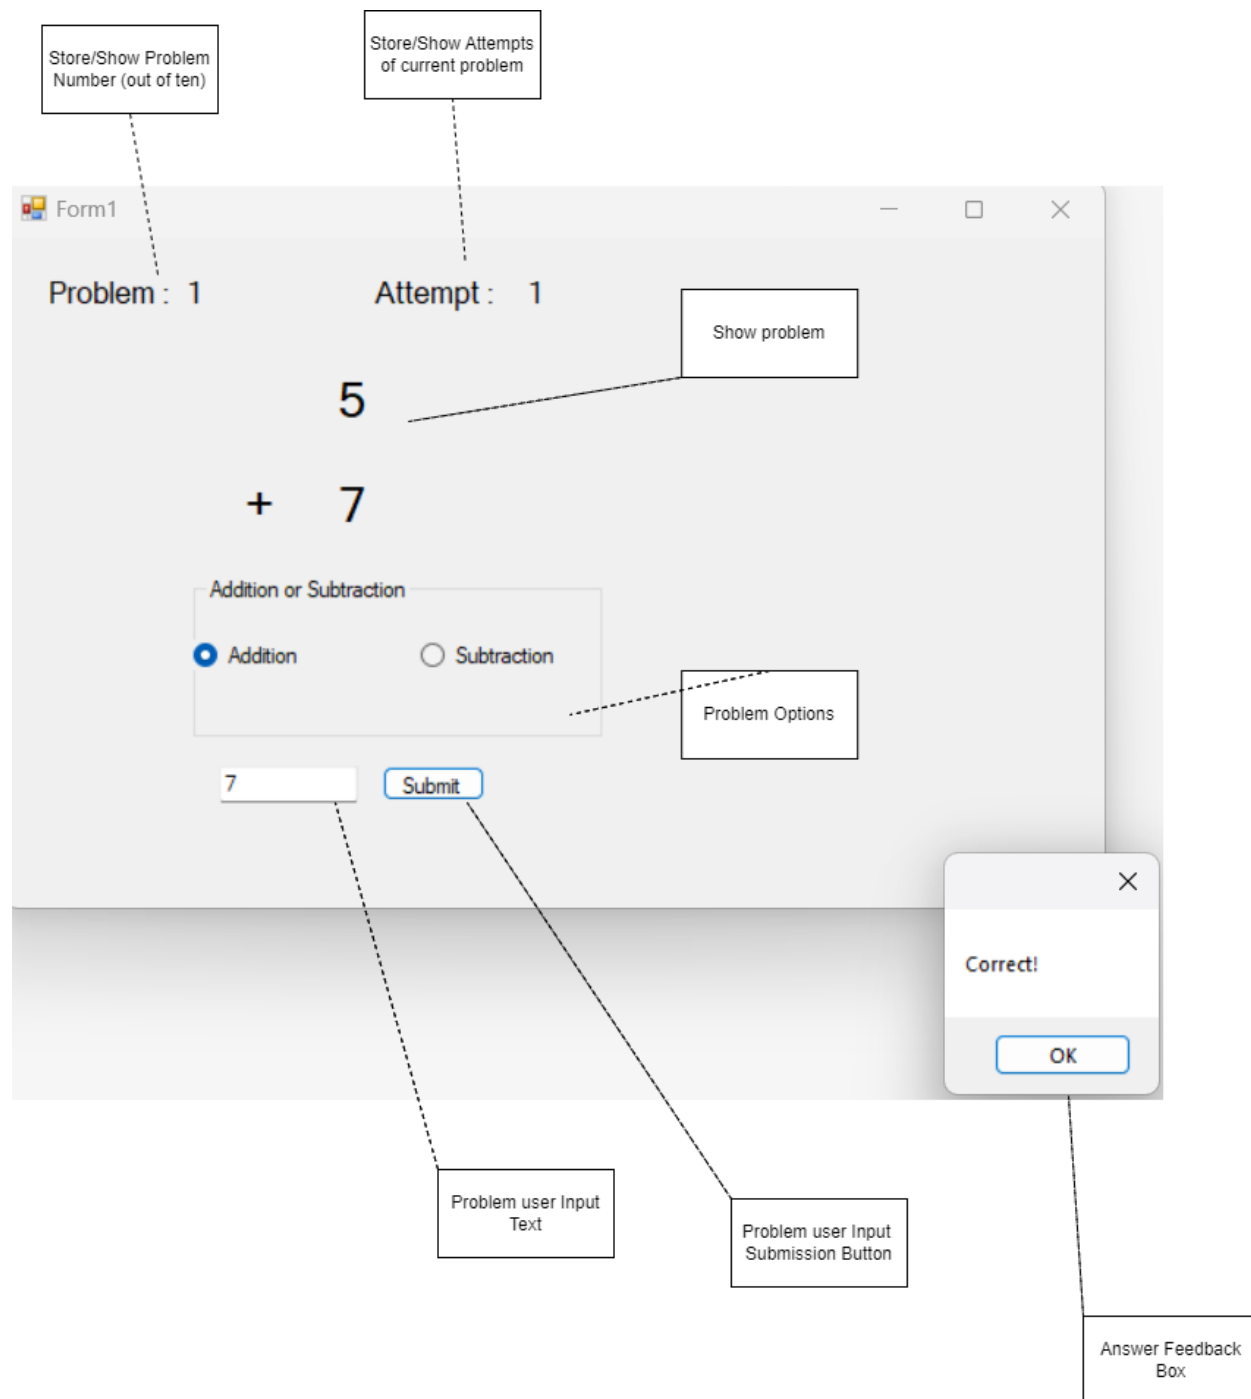 Store/Show Problem
Number (out of ten)
Store/Show Attempts
of current problem
Form1
Problem : 1
Attempt : 1
Show problem
5
+ 7
Addition or Subtraction
Addition
Subtraction
Problem Options
7
Submit
Correct!
OK
Problem user Input
Text
Problem user Input
Submission Button
Answer Feedback
Box